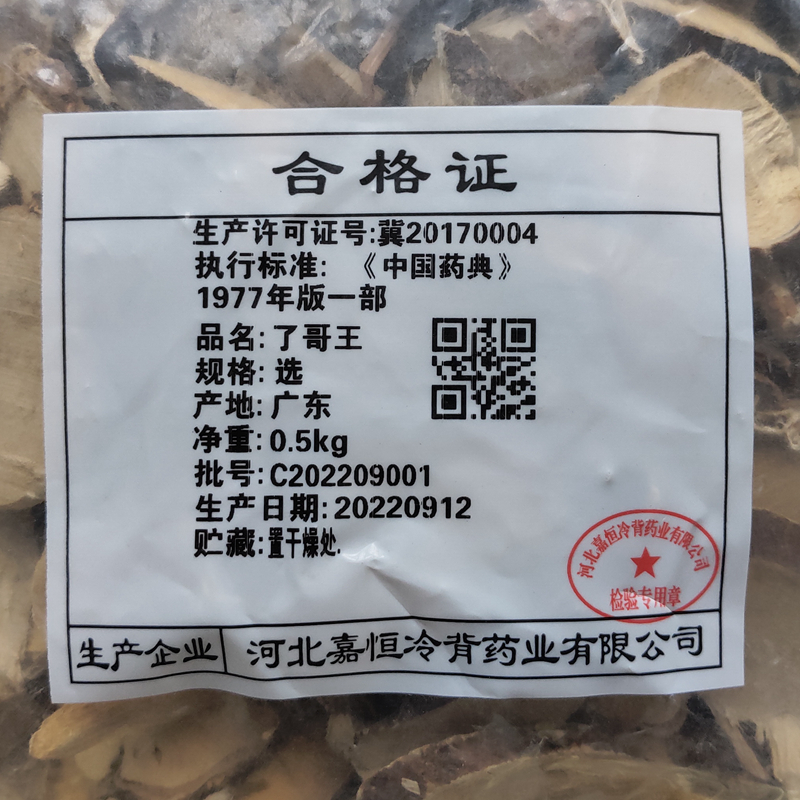 合格证
生产许可证号:冀20170004
执行标准: 《中国药典》
1977年版一部
品名:了哥王
规格: 选
产地:广东
净重:0.5kg
批号:C202209001
生产日期:20220912
贮藏:置干燥处.
河北嘉恒冷背药业有限公司
检验专用章
生产企业 河北嘉恒冷背药业有限公司